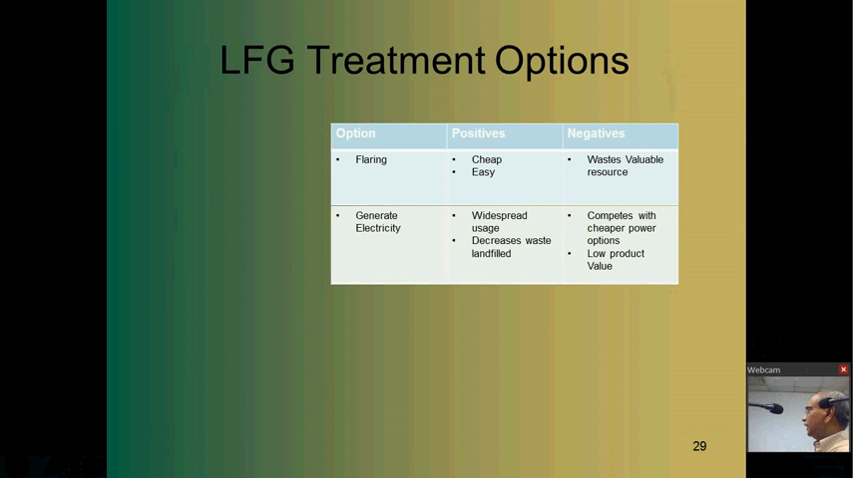 LFG Treatment Options
Option Positives Negatives
• Flaring
• Cheap
• Easy
• Wastes Valuable
resource
• Generate
Electricity
• Widespread
usage
• Decreases waste
landfilled
• Competes with
cheaper power
options
• Low product
Value
Webcam
29